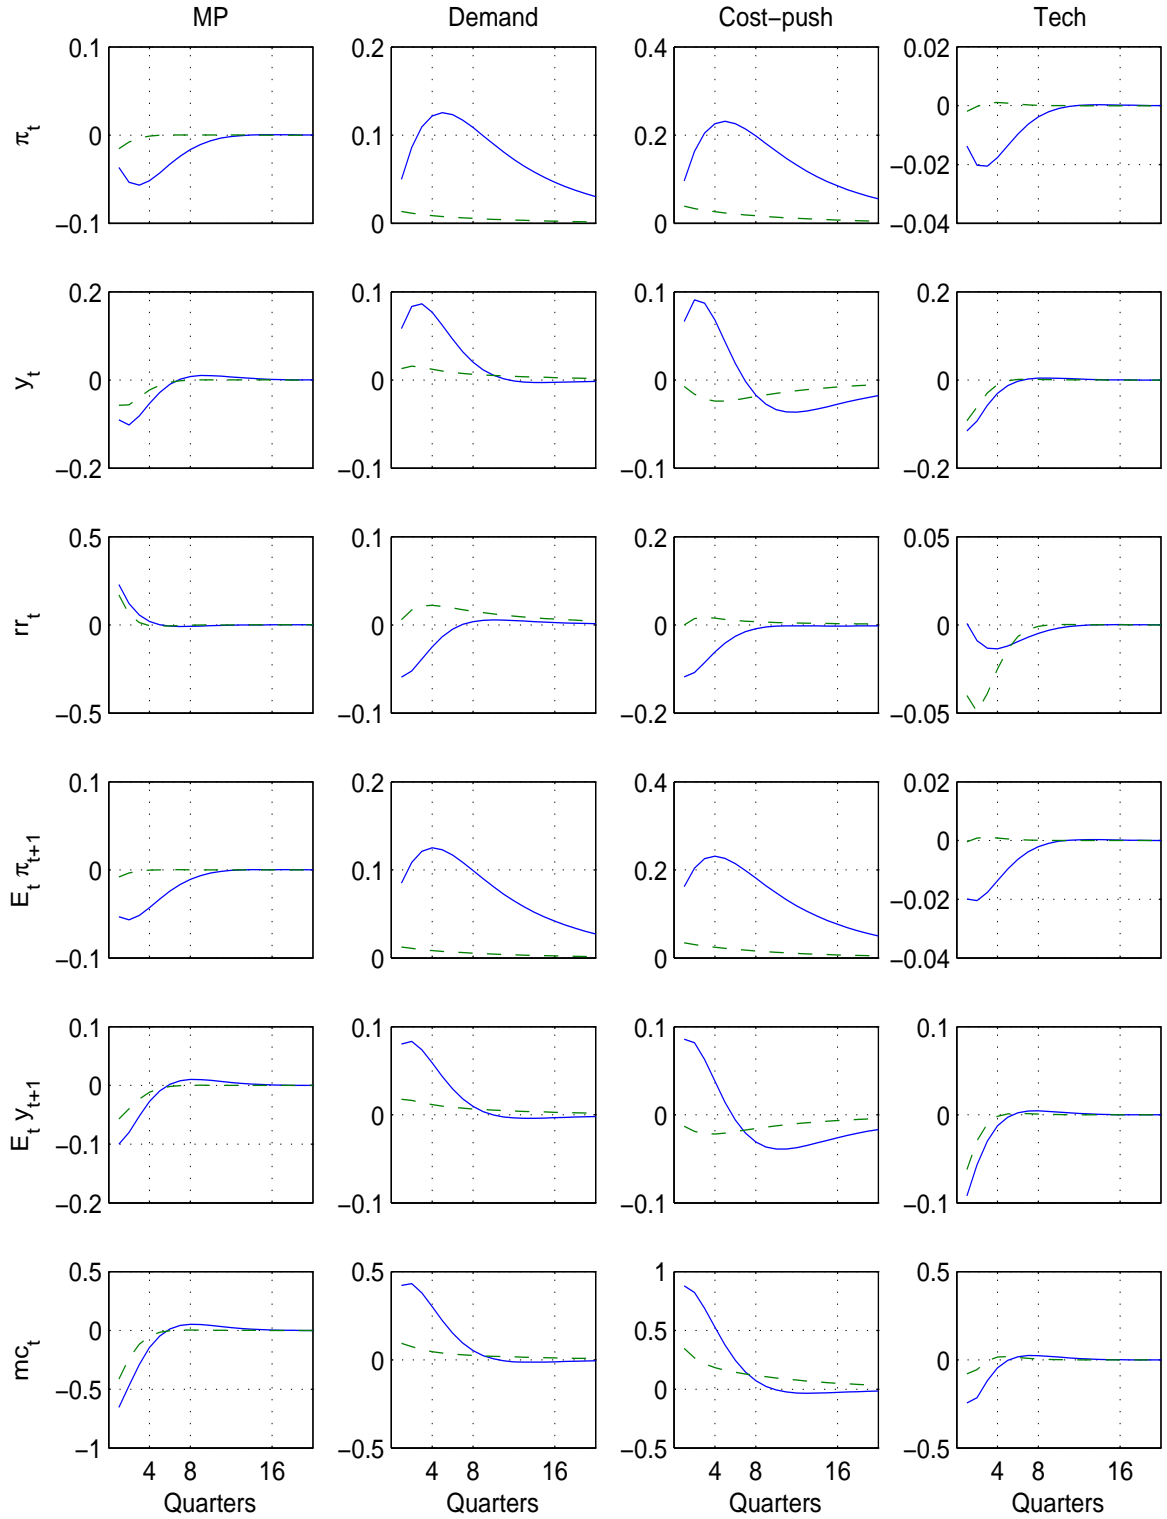 MP Demand Cost−push Tech
0.1 0.2 0.4 0.02
π_t 0 0.1 0.2 0
−0.02
−0.1 0 0 −0.04
0.2 0.1 0.1 0.2
y_t 0 0 0 0
−0.2 −0.1 −0.1 −0.2
0.5 0.1 0.2 0.05
rr_t 0 0 0 0
−0.5 −0.1 −0.2 −0.05
0.1 0.2 0.4 0.02
E_t π_{t+1} 0 0.1 0.2 0
−0.02
−0.1 0 0 −0.04
0.1 0.1 0.1 0.1
E_t y_{t+1} 0 0 0 0
−0.1
−0.2 −0.1 −0.1 −0.1
0.5 0.5 1 0.5
mc_t 0 0 0.5 0
−0.5 0
−1 −0.5 −0.5 −0.5
4 8 16 4 8 16 4 8 16 4 8 16
Quarters Quarters Quarters Quarters